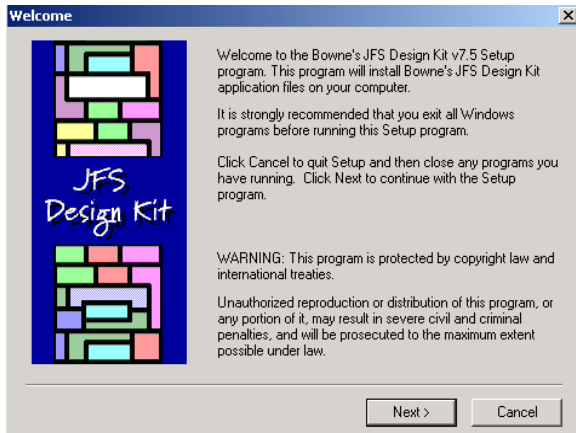 Welcome
Welcome to the Bowne's JFS Design Kit v7.5 Setup
program. This program will install Bowne's JFS Design Kit
application files on your computer.
It is strongly recommended that you exit all Windows
programs before running this Setup program.
Click Cancel to quit Setup and then close any programs you
have running. Click Next to continue with the Setup
program.
JFS
Design Kit
WARNING: This program is protected by copyright law and
international treaties.
Unauthorized reproduction or distribution of this program, or
any portion of it, may result in severe civil and criminal
penalties, and will be prosecuted to the maximum extent
possible under law.
Next >
Cancel